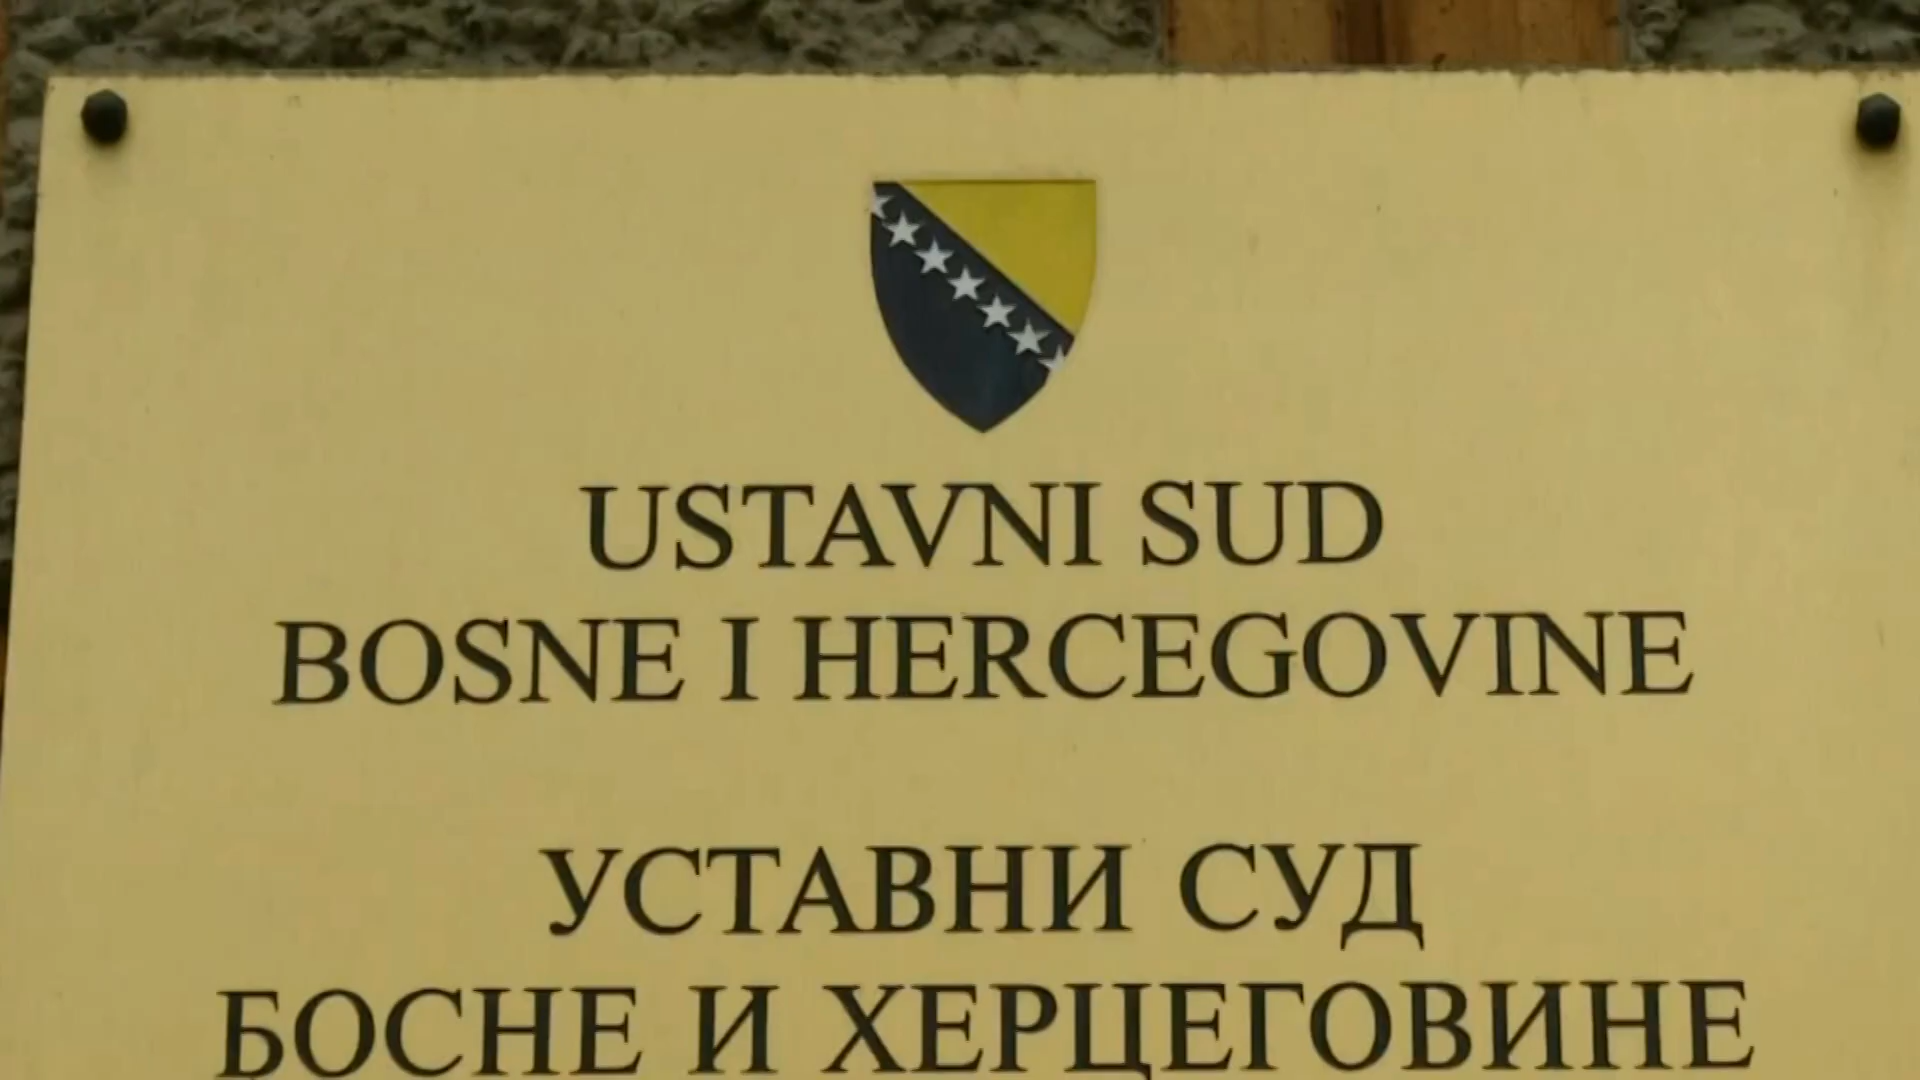 USTAVNI SUD
BOSNE I HERCEGOVINE
УСТАВНИ СУД
БОСНЕ И ХЕРЦЕГОВИНЕ